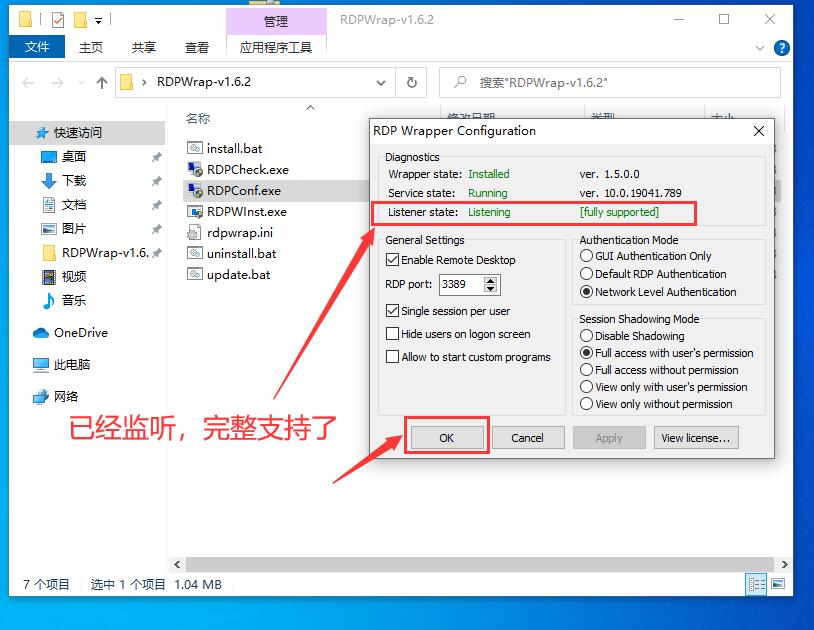 管理
RDPWrap-v1.6.2
文件
主页
共享
查看
应用程序工具
RDPWrap-v1.6.2
搜索"RDPWrap-v1.6.2"
名称
修改日期
类型
大小
快速访问
桌面
下载
文档
图片
RDPWrap-v1.6.
视频
音乐
OneDrive
此电脑
网络
install.bat
RDPCheck.exe
RDPConf.exe
RDPWInst.exe
rdpwrap.ini
uninstall.bat
update.bat
RDP Wrapper Configuration
Diagnostics
Wrapper state: Installed ver. 1.5.0.0
Service state: Running ver. 10.0.19041.789
Listener state: Listening [fully supported]
General Settings
Enable Remote Desktop
RDP port: 3389
Single session per user
Hide users on logon screen
Allow to start custom programs
Authentication Mode
GUI Authentication Only
Default RDP Authentication
Network Level Authentication
Session Shadowing Mode
Disable Shadowing
Full access with user's permission
Full access without permission
View only with user's permission
View only without permission
OK
Cancel
Apply
View license...
已经监听，完整支持了
7 个项目 选中 1 个项目 1.04 MB